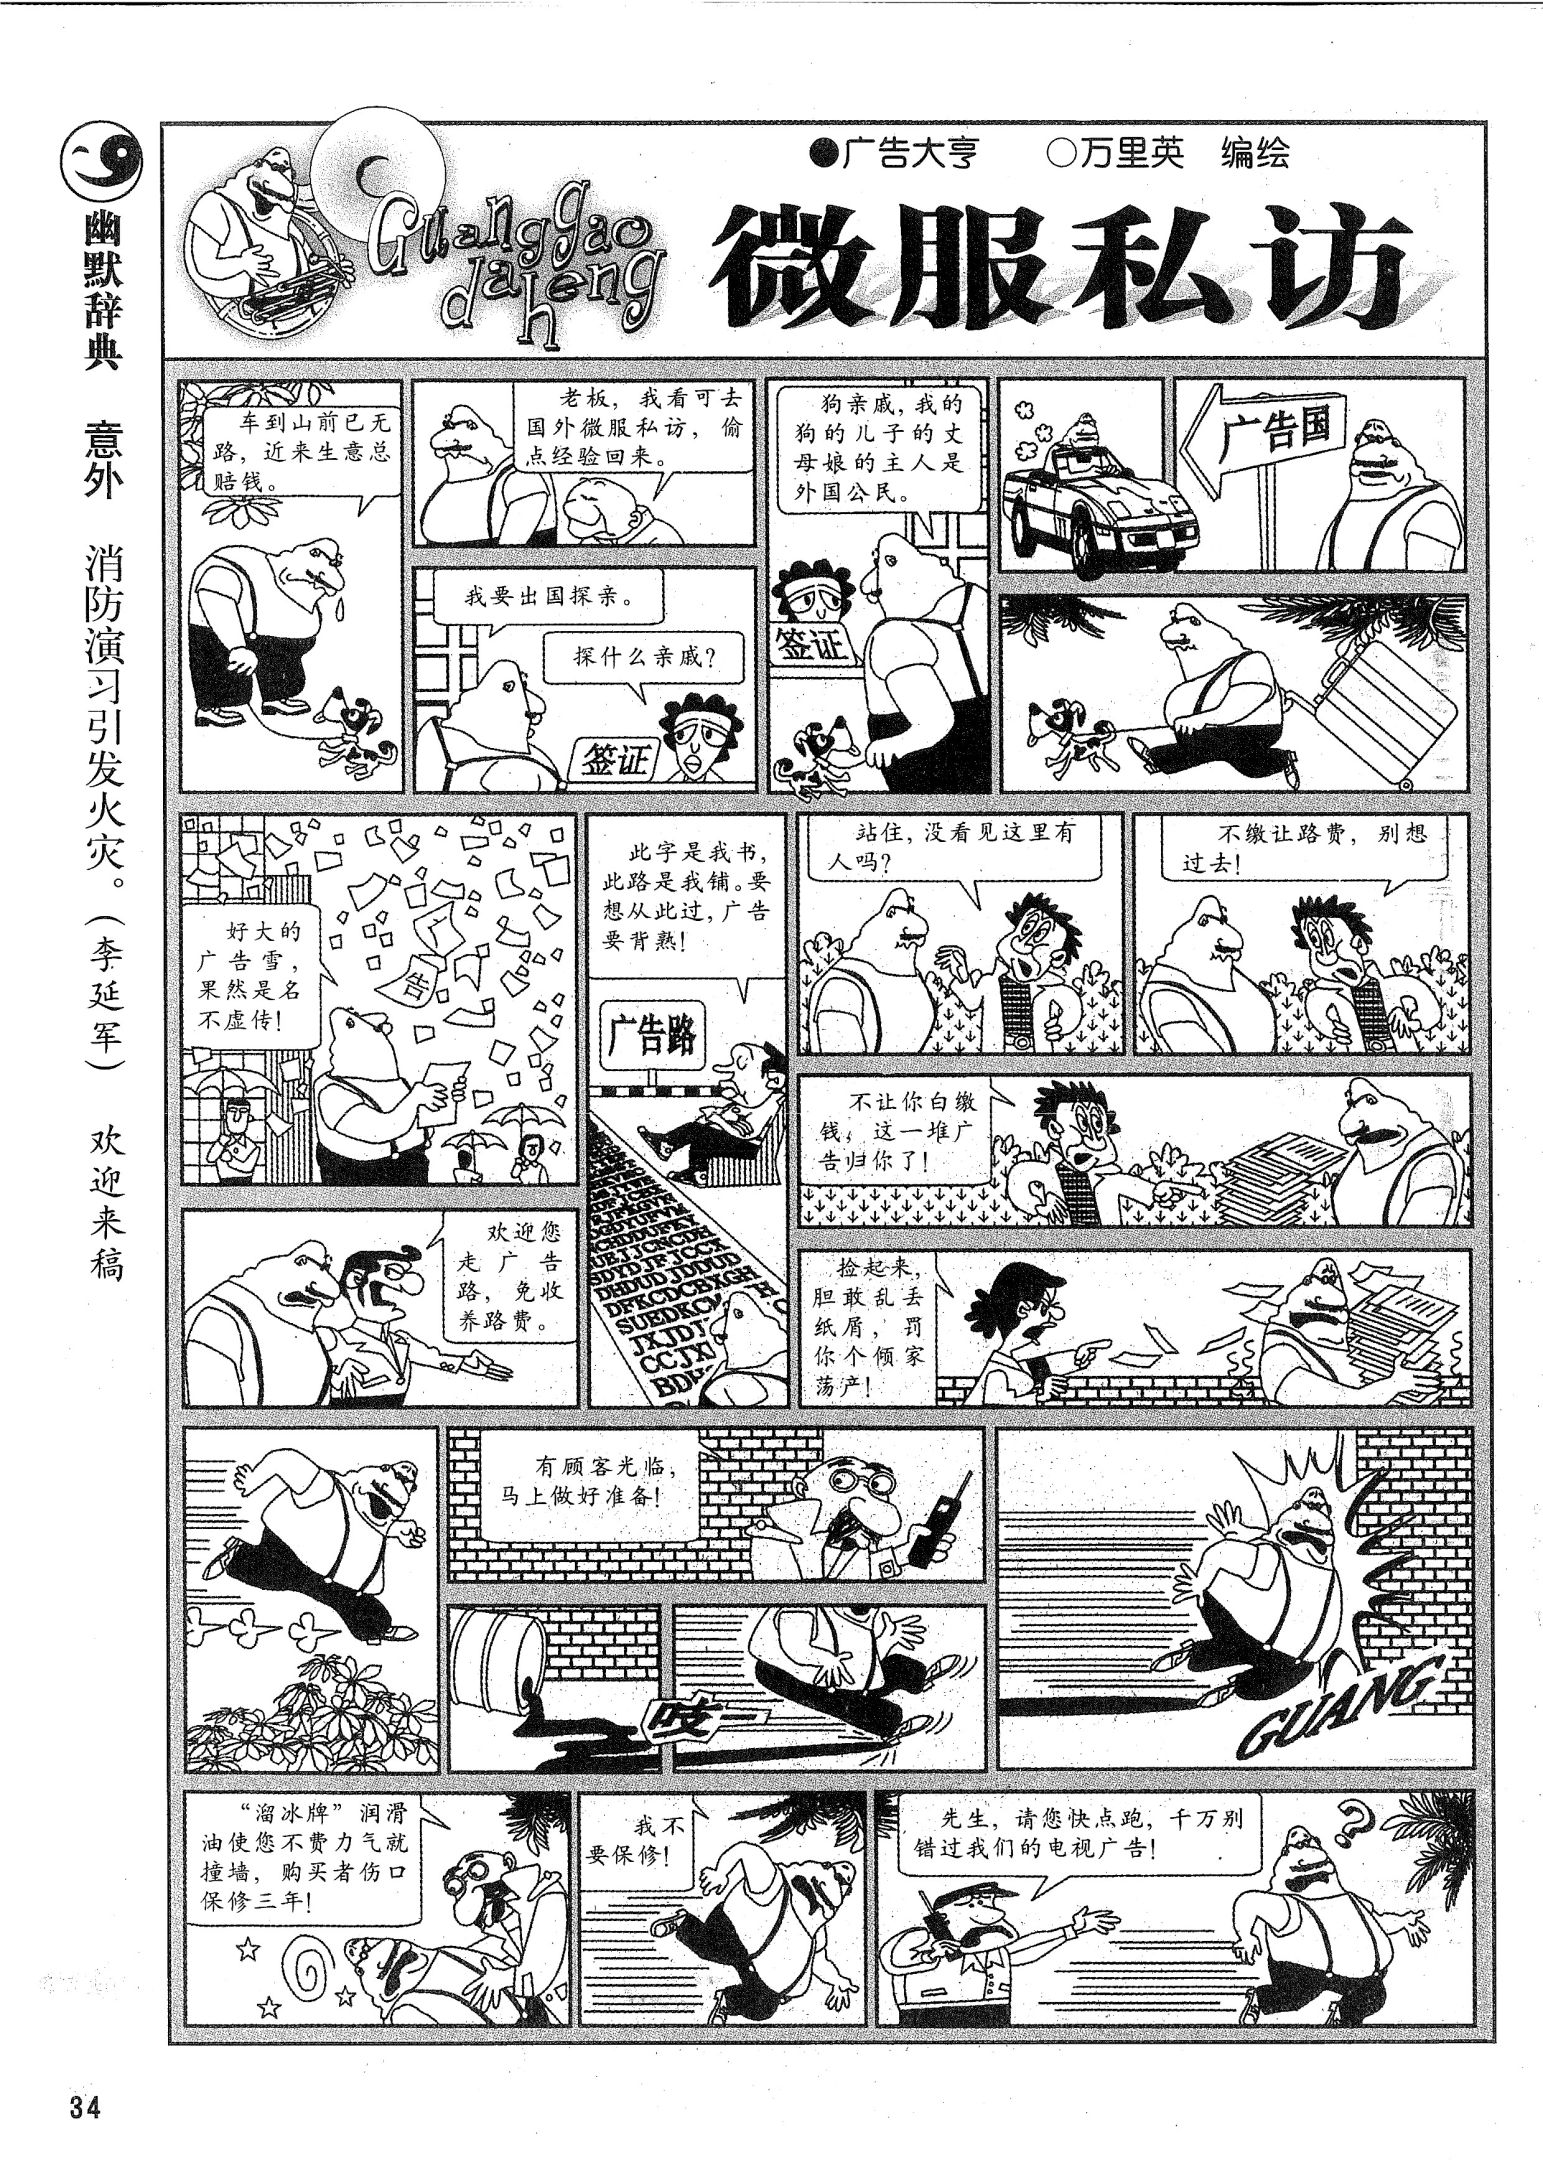 ●广告大亨 ○万里英 编绘
Guanggao
daheng
微服私访
幽默辞典 意外 消防演习引发火灾。(李延军) 欢迎来稿
车到山前已无
路，近来生意总
赔钱。
老板，我看可去
国外微服私访，偷
点经验回来。
我要出国探亲。
探什么亲戚？
签证
狗亲戚，我的
狗的儿子的丈
母娘的主人是
外国公民。
签证
广告国
好大的
广告雪，
果然是名
不虚传！
广
告
欢迎您
走广告
路，免收
养路费。
此字是我书，
此路是我铺。要
想从此过，广告
要背熟！
广告路
SDYDJFJCCX
DHDUDJDDUD
DFKCDCBXGH
SUEDKCM
JXJDJ
CCJX
站住，没看见这里有
人吗？
不缴让路费，别想
过去！
不让你白缴
钱，这一堆广
告归你了！
捡起来，
胆敢乱丢
纸屑，罚
你个倾家
荡产！
有顾客光临，
马上做好准备！
吱—
GUANG
“溜冰牌”润滑
油使您不费力气就
撞墙，购买者伤口
保修三年！
我不
要保修！
先生，请您快点跑，千万别
错过我们的电视广告！
?
34